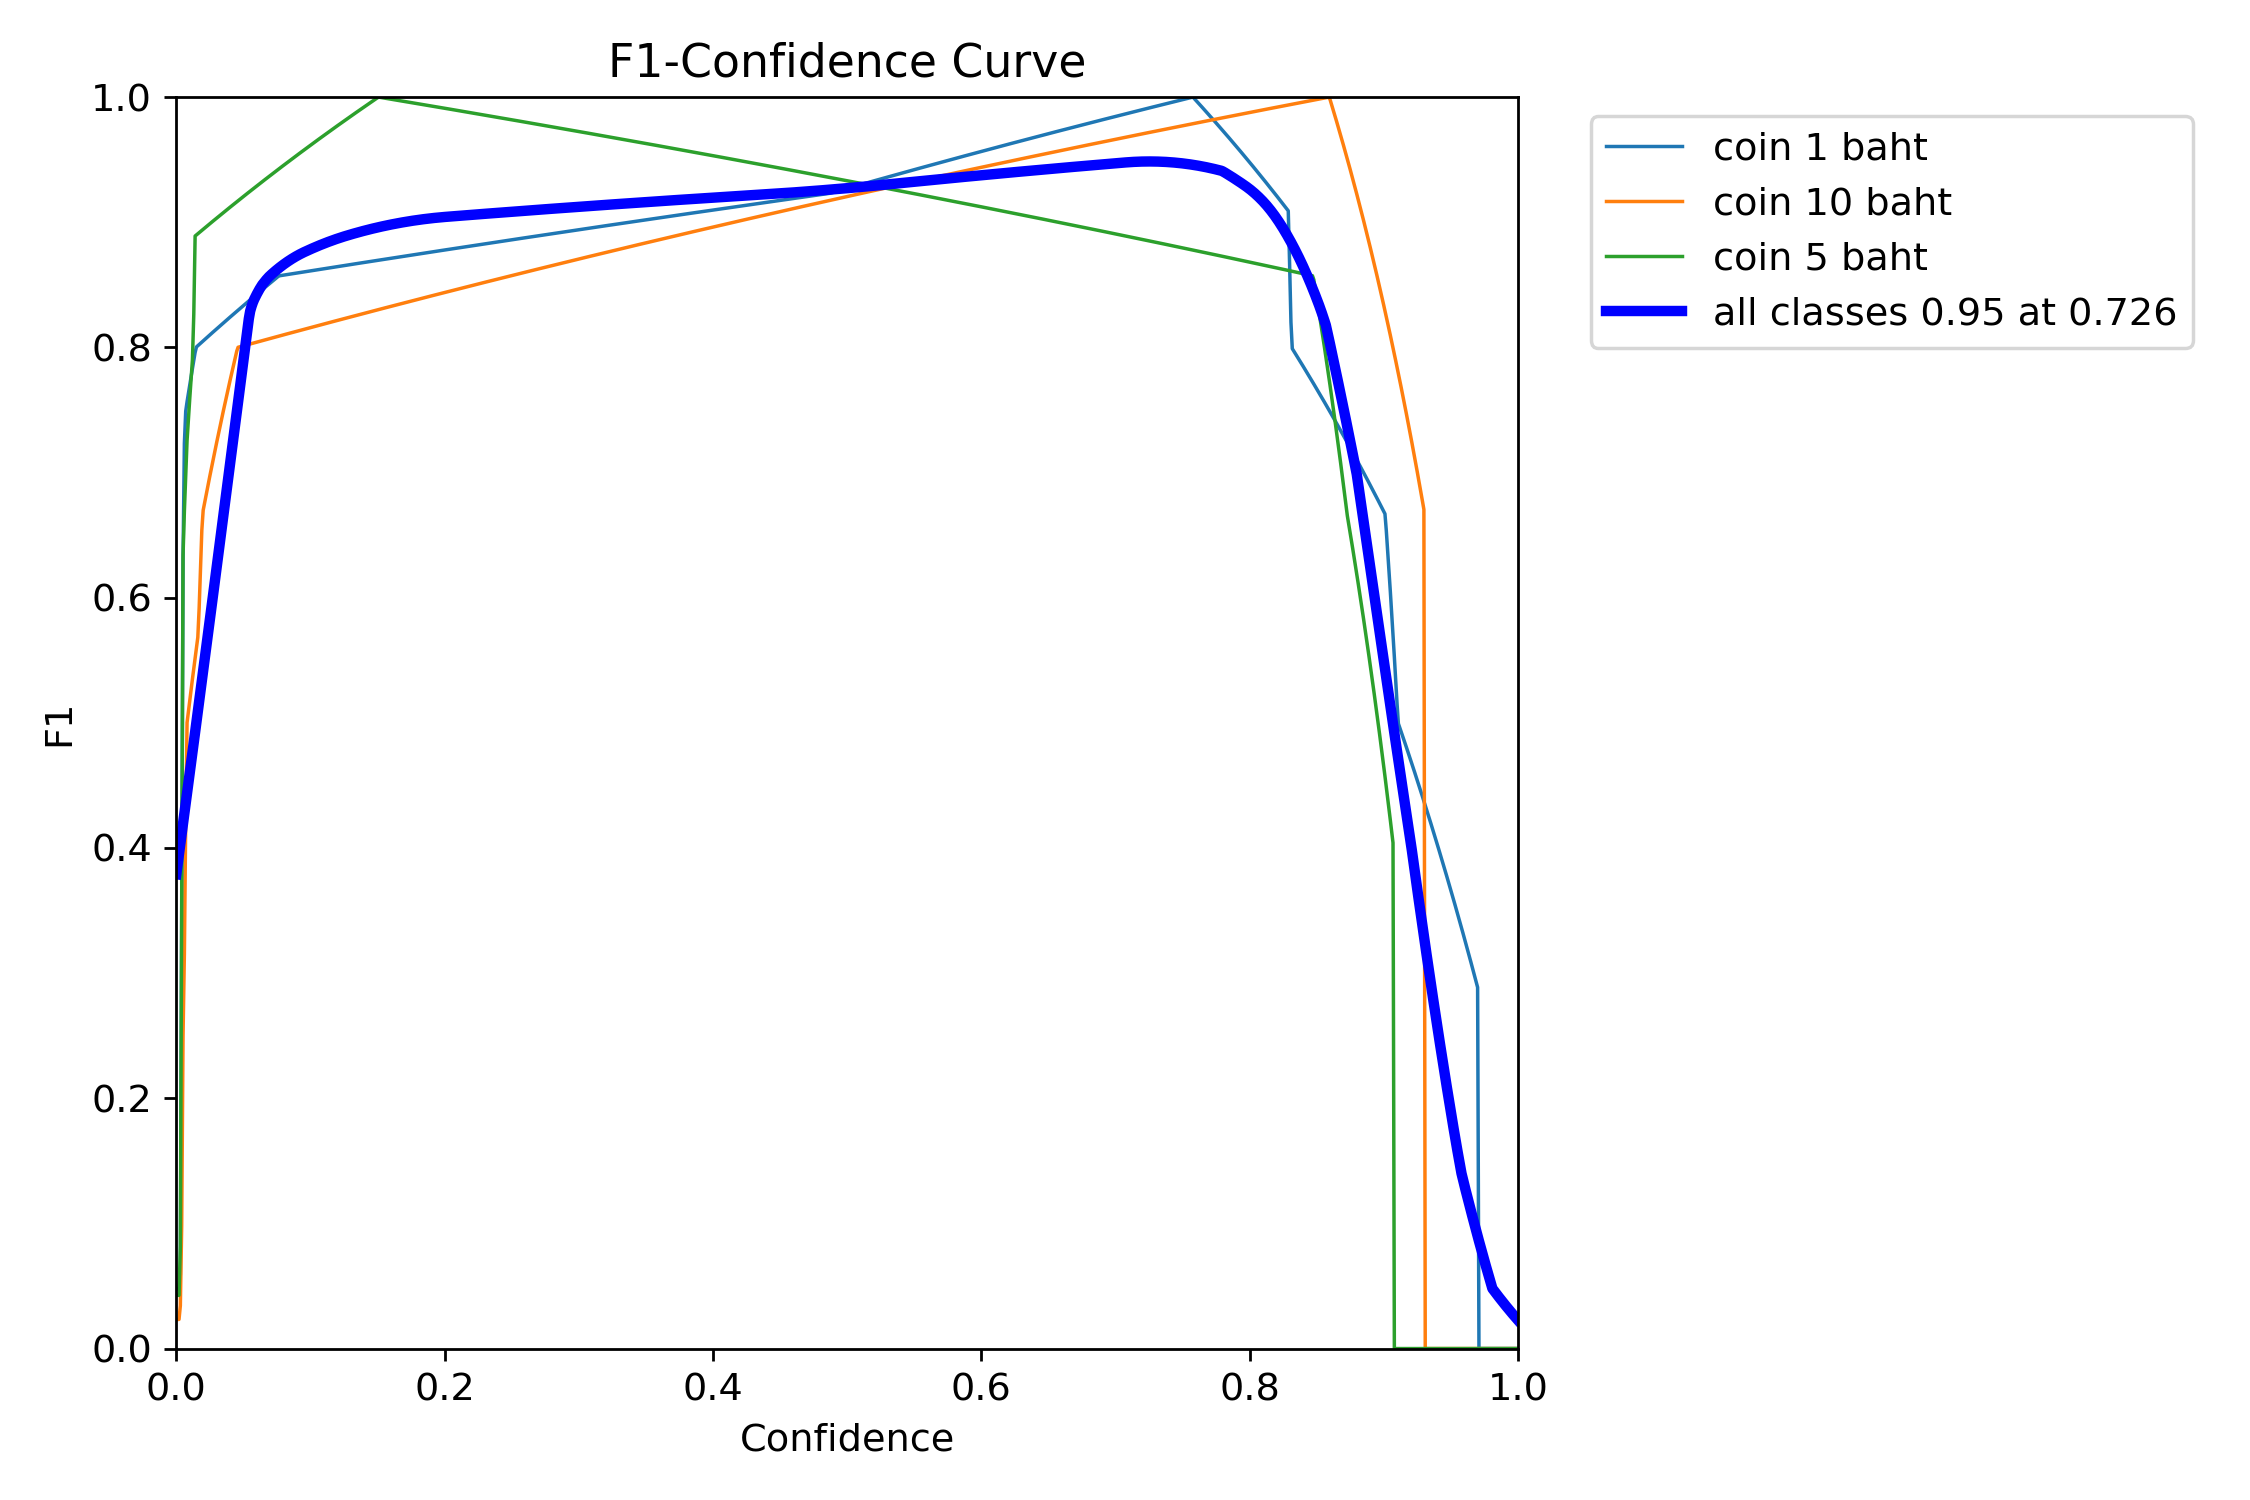 F1-Confidence Curve
1.0
0.8
0.6
0.4
0.2
0.0
F1
0.0 0.2 0.4 0.6 0.8 1.0
Confidence
coin 1 baht
coin 10 baht
coin 5 baht
all classes 0.95 at 0.726